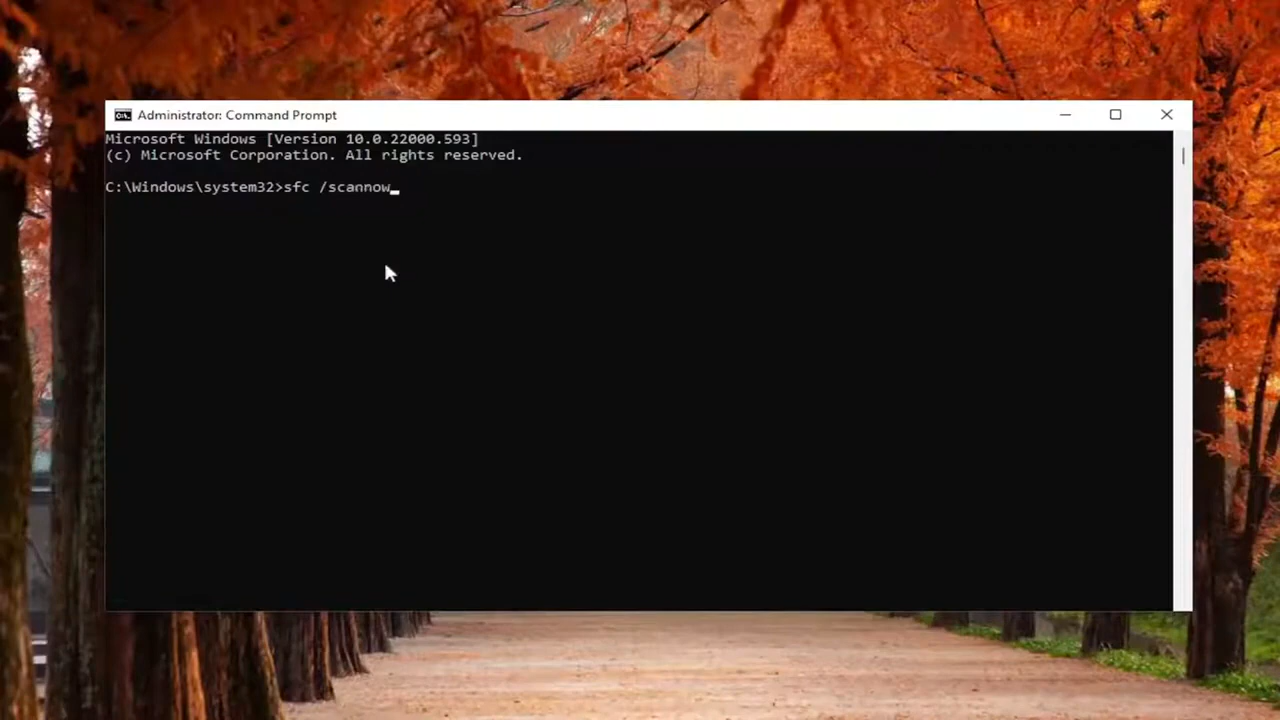 Administrator: Command Prompt
Microsoft Windows [Version 10.0.22000.593]
(c) Microsoft Corporation. All rights reserved.
C:\Windows\system32>sfc /scannow